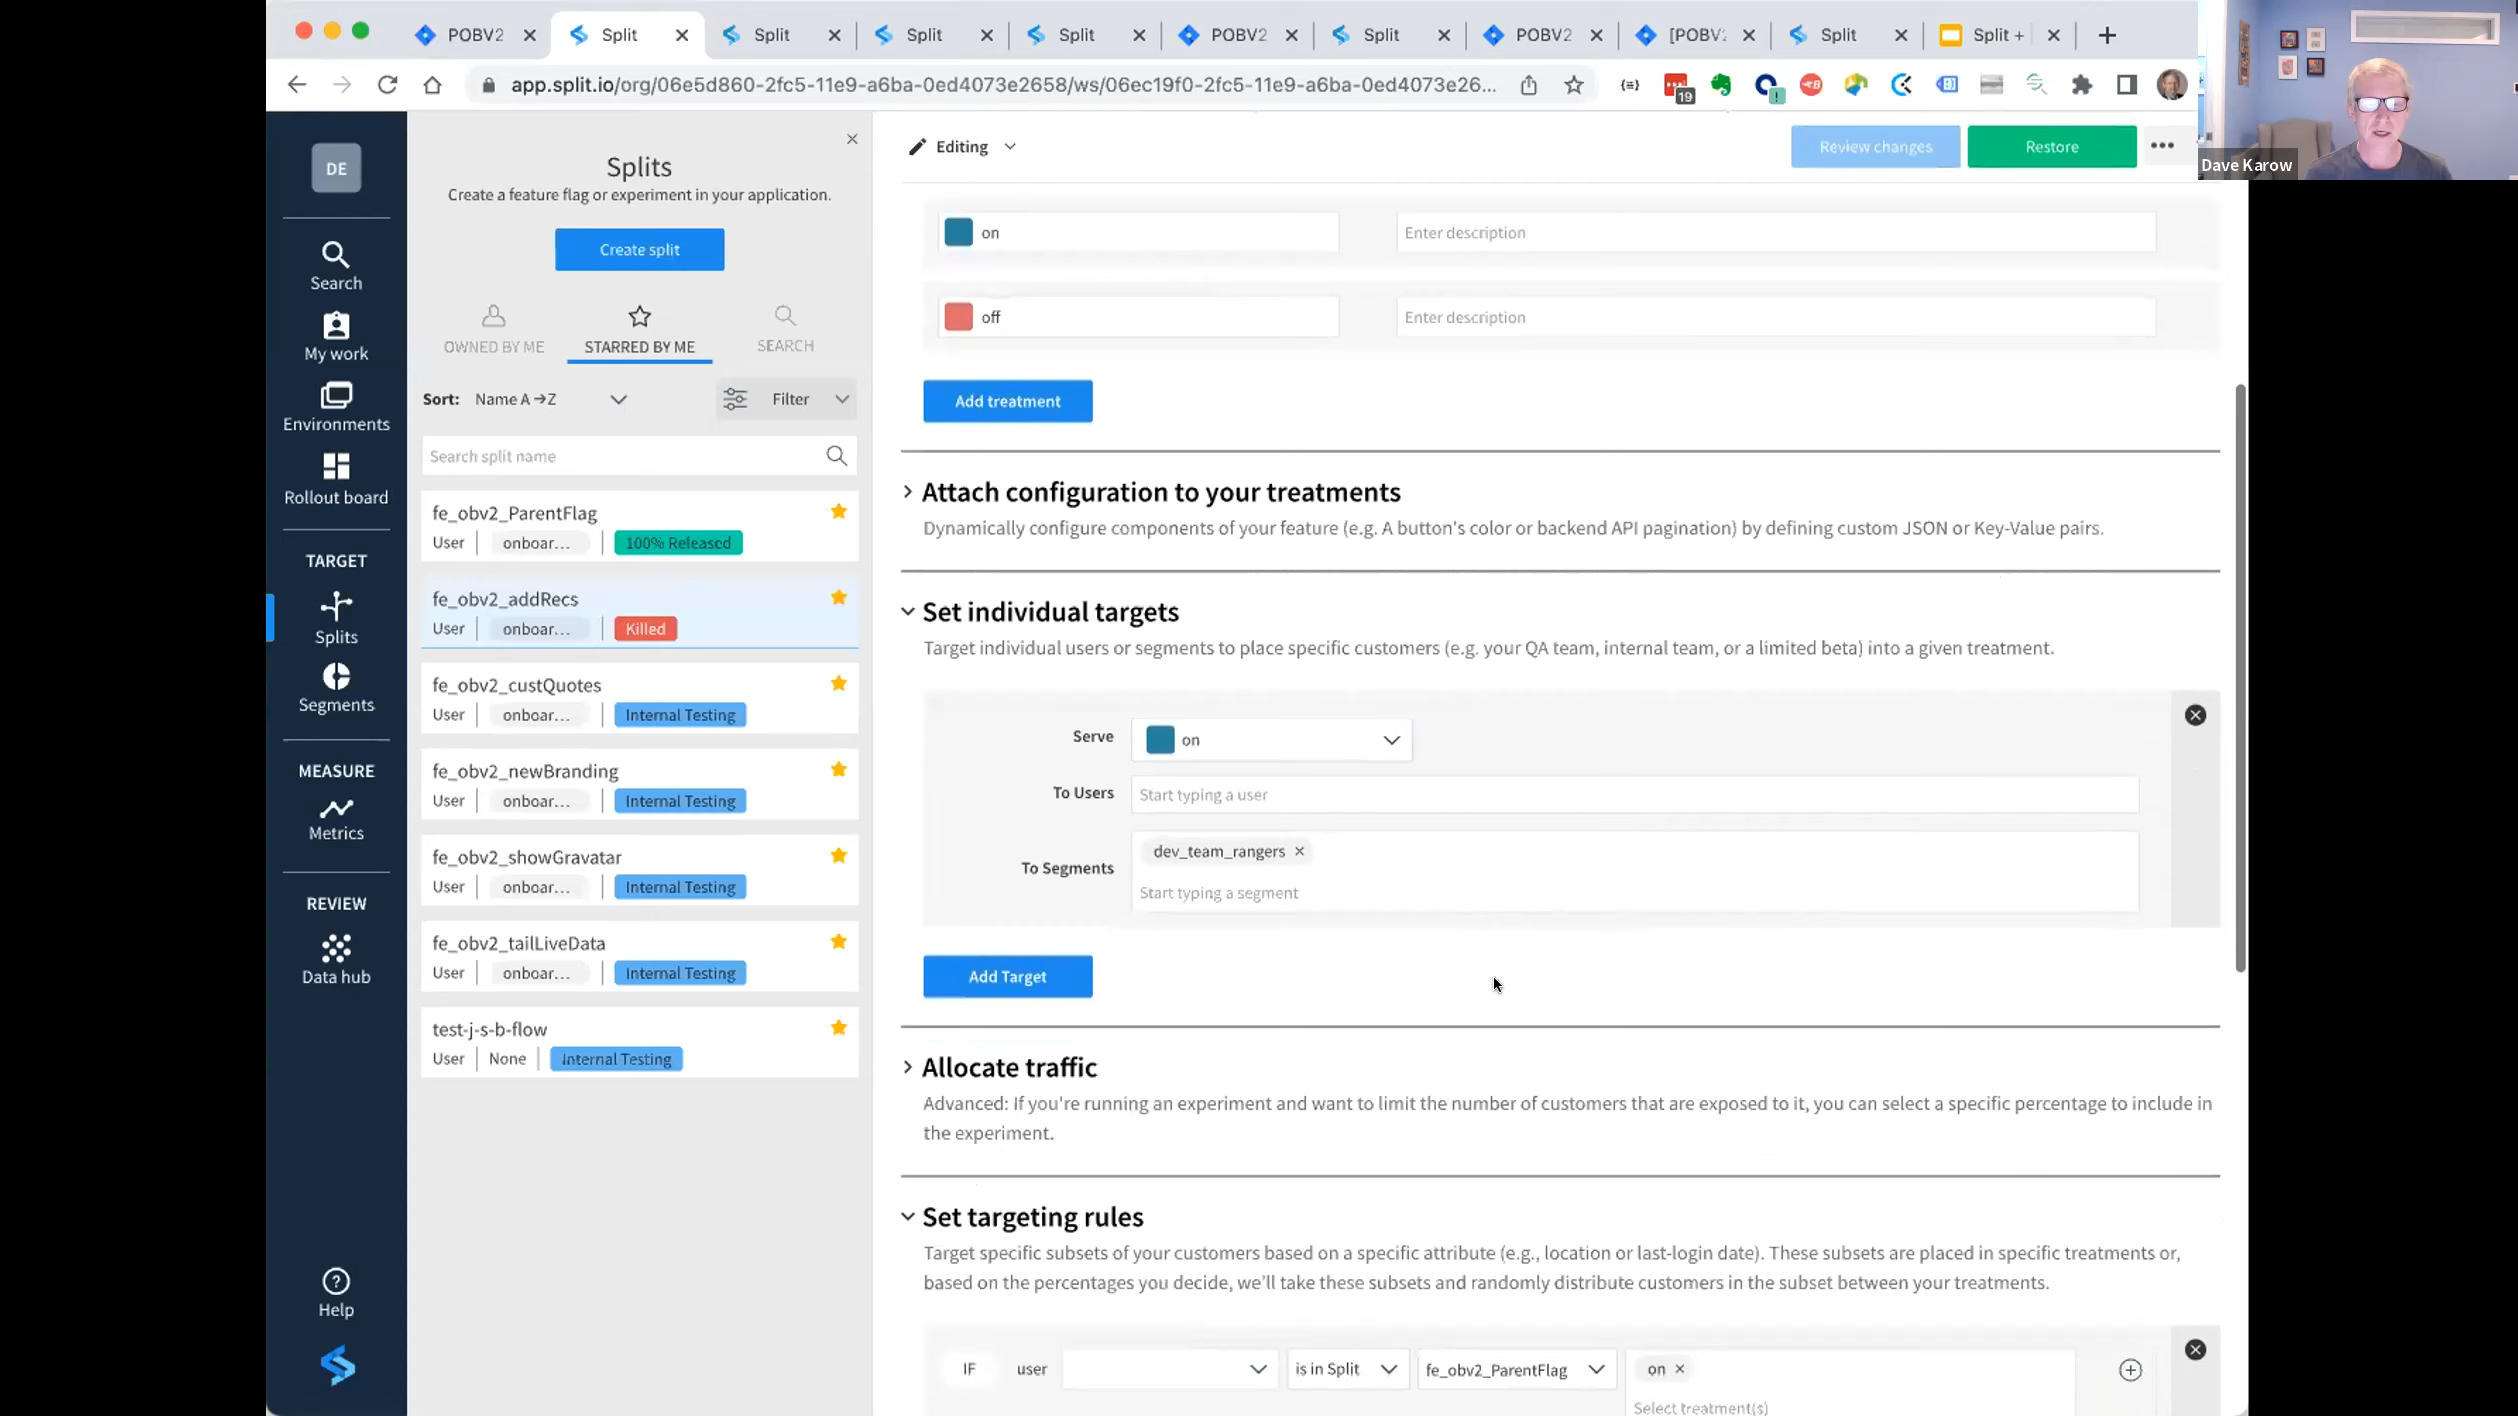 POBV2
Split
Split
Split
Split
POBV2
Split
POBV2
[POBV2
Split
Split +
app.split.io/org/06e5d860-2fc5-11e9-a6ba-0ed4073e2658/ws/06ec19f0-2fc5-11e9-a6ba-0ed4073e26...
19
Dave Karow
DE
Search
My work
Environments
Rollout board
TARGET
Splits
Segments
MEASURE
Metrics
REVIEW
Data hub
Help
Splits
Create a feature flag or experiment in your application.
Create split
OWNED BY ME
STARRED BY ME
SEARCH
Sort: Name A→Z
Filter
Search split name
fe_obv2_ParentFlag
User | onboar... | 100% Released
fe_obv2_addRecs
User | onboar... | Killed
fe_obv2_custQuotes
User | onboar... | Internal Testing
fe_obv2_newBranding
User | onboar... | Internal Testing
fe_obv2_showGravatar
User | onboar... | Internal Testing
fe_obv2_tailLiveData
User | onboar... | Internal Testing
test-j-s-b-flow
User | None | Internal Testing
Editing
Review changes
Restore
on
Enter description
off
Enter description
Add treatment
Attach configuration to your treatments
Dynamically configure components of your feature (e.g. A button's color or backend API pagination) by defining custom JSON or Key-Value pairs.
Set individual targets
Target individual users or segments to place specific customers (e.g. your QA team, internal team, or a limited beta) into a given treatment.
Serve
on
To Users
Start typing a user
To Segments
dev_team_rangers
Start typing a segment
Add Target
Allocate traffic
Advanced: If you're running an experiment and want to limit the number of customers that are exposed to it, you can select a specific percentage to include in
the experiment.
Set targeting rules
Target specific subsets of your customers based on a specific attribute (e.g., location or last-login date). These subsets are placed in specific treatments or,
based on the percentages you decide, we'll take these subsets and randomly distribute customers in the subset between your treatments.
IF user is in Split fe_obv2_ParentFlag on
Select treatment(s)